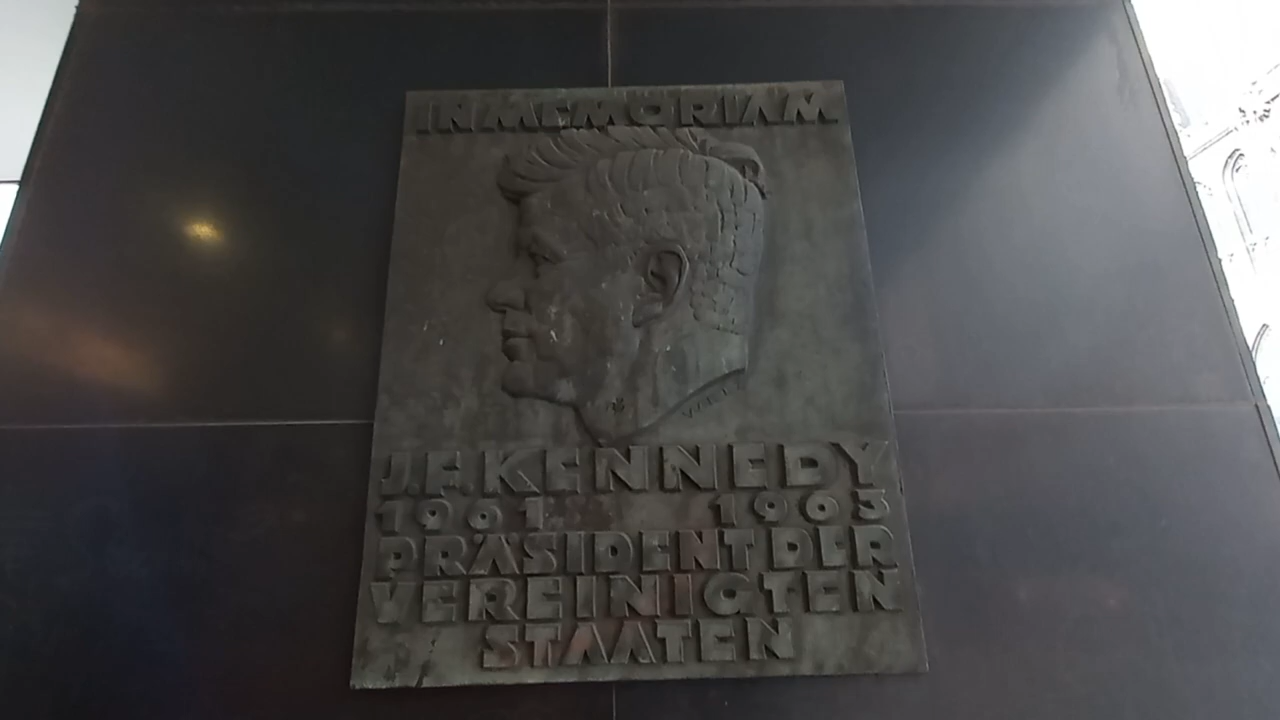 IN MEMORIAM
J.F. KENNEDY
1961 1963
PRÄSIDENT DER
VEREINIGTEN
STAATEN